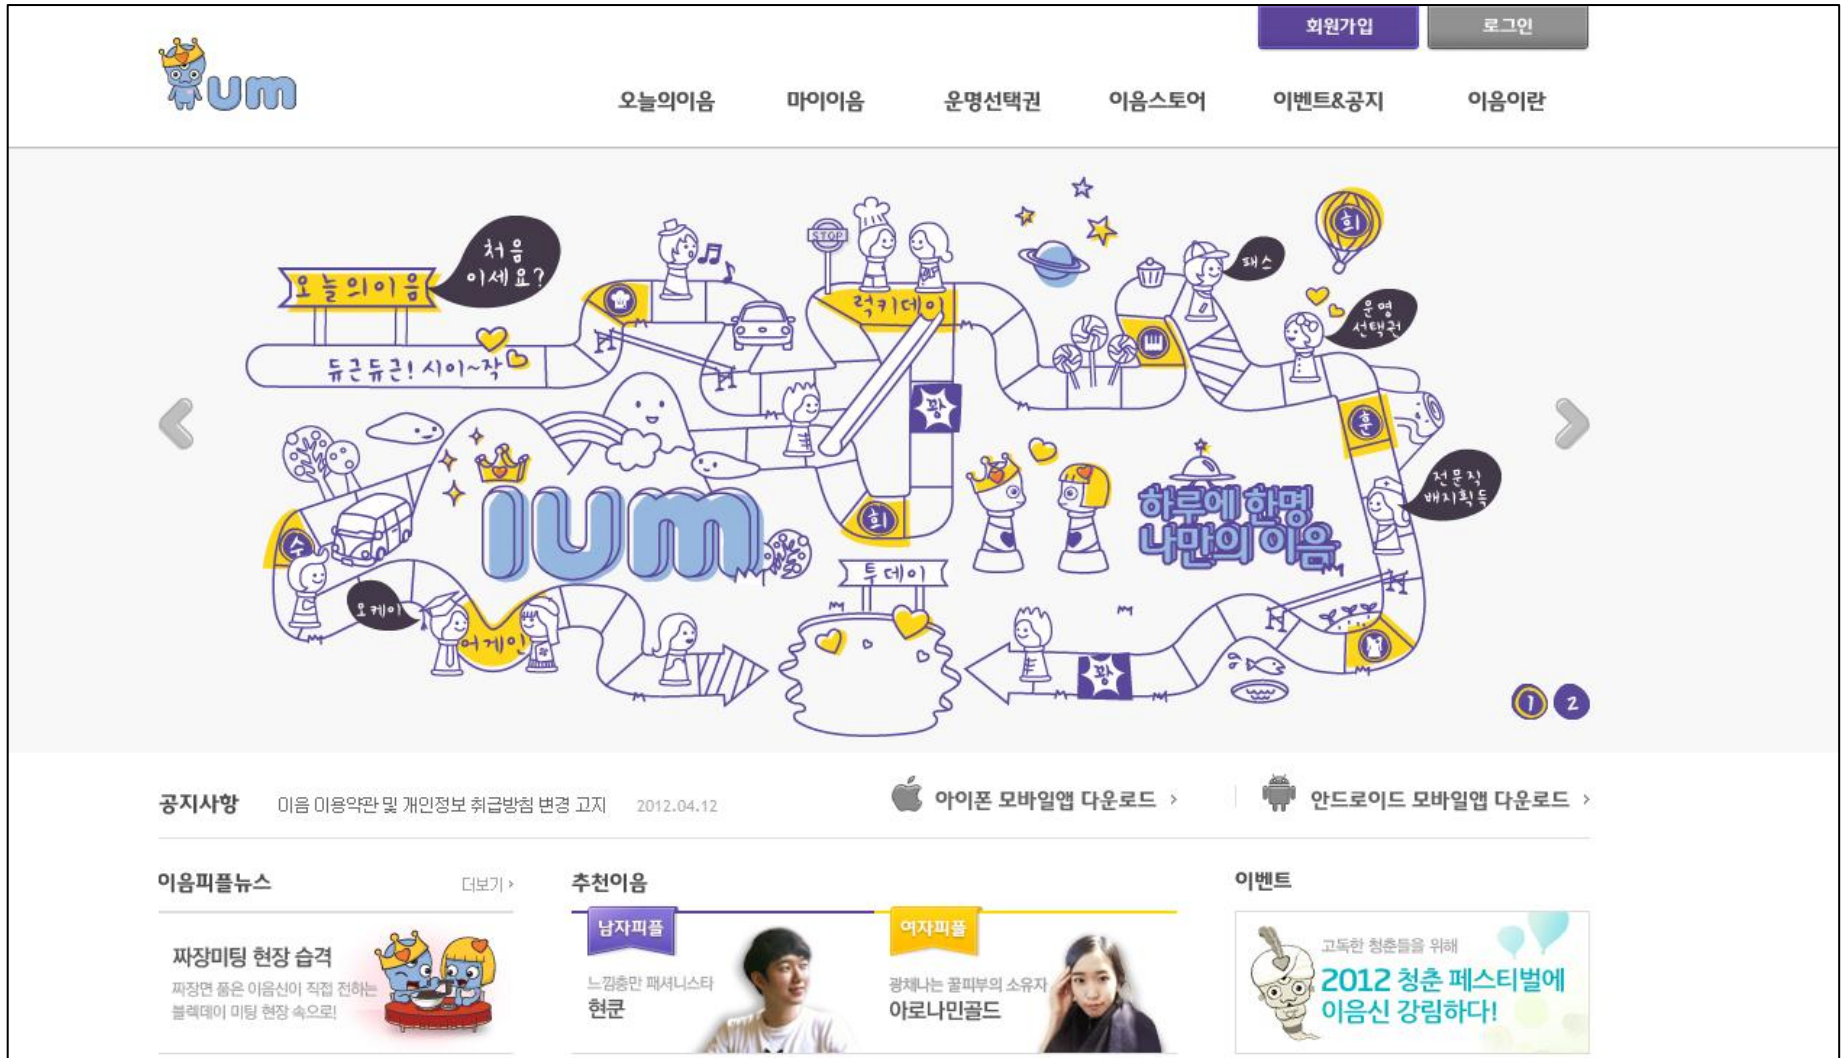 회원가입
로그인
ium
오늘의이음
마이이음
운명선택권
이음스토어
이벤트&공지
이음이란
처음
이세요?
오늘의이음
듀근듀근! 시이~작
STOP
럭키데이
패스
희
운명
선택권
꽝
훈
전문직
배지획득
희
수
IUM
하루에 한명
나만의 이음
투데이
오케이
어게인
꽝
1
2
공지사항
이음 이용약관 및 개인정보 취급방침 변경 고지
2012.04.12
아이폰 모바일앱 다운로드 >
안드로이드 모바일앱 다운로드 >
이음피플뉴스
더보기 >
추천이음
이벤트
짜장미팅 현장 습격
짜장면 품은 이음신이 직접 전하는
블랙데이 미팅 현장 속으로!
남자피플
느낌충만 패셔니스타
현쿤
여자피플
광채나는 꿀피부의 소유자
아로나민골드
고독한 청춘들을 위해
2012 청춘 페스티벌에
이음신 강림하다!